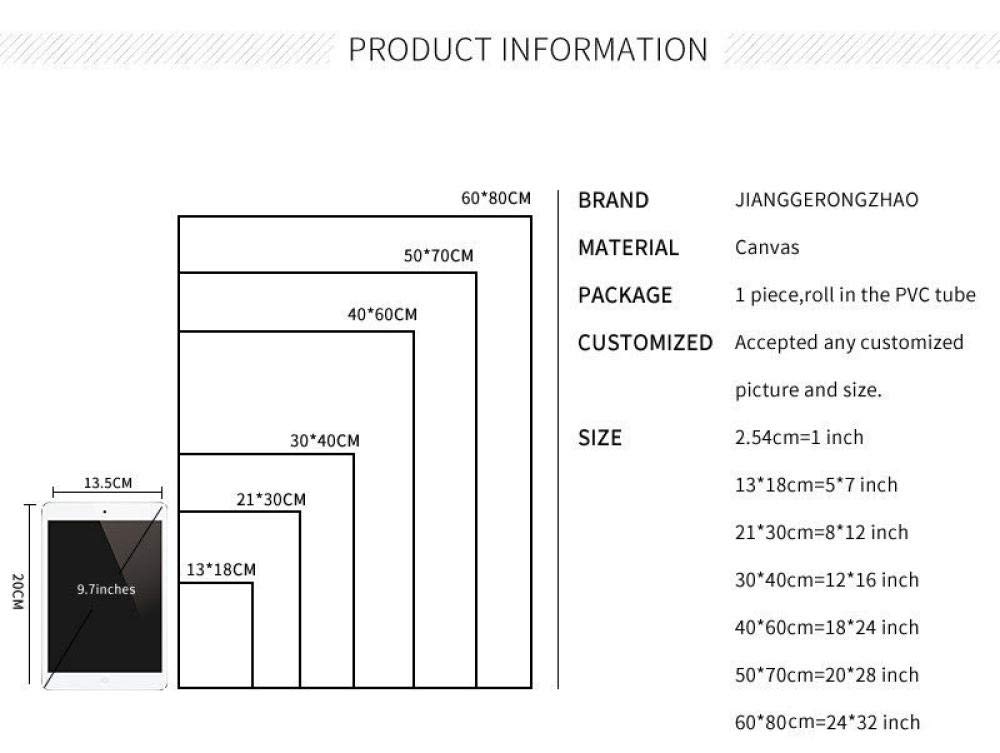 PRODUCT INFORMATION
60*80CM
50*70CM
40*60CM
30*40CM
21*30CM
13*18CM
13.5CM
20CM
9.7inches
BRAND JIANGGERONGZHAO
MATERIAL Canvas
PACKAGE 1 piece,roll in the PVC tube
CUSTOMIZED Accepted any customized
picture and size.
SIZE 2.54cm=1 inch
13*18cm=5*7 inch
21*30cm=8*12 inch
30*40cm=12*16 inch
40*60cm=18*24 inch
50*70cm=20*28 inch
60*80cm=24*32 inch